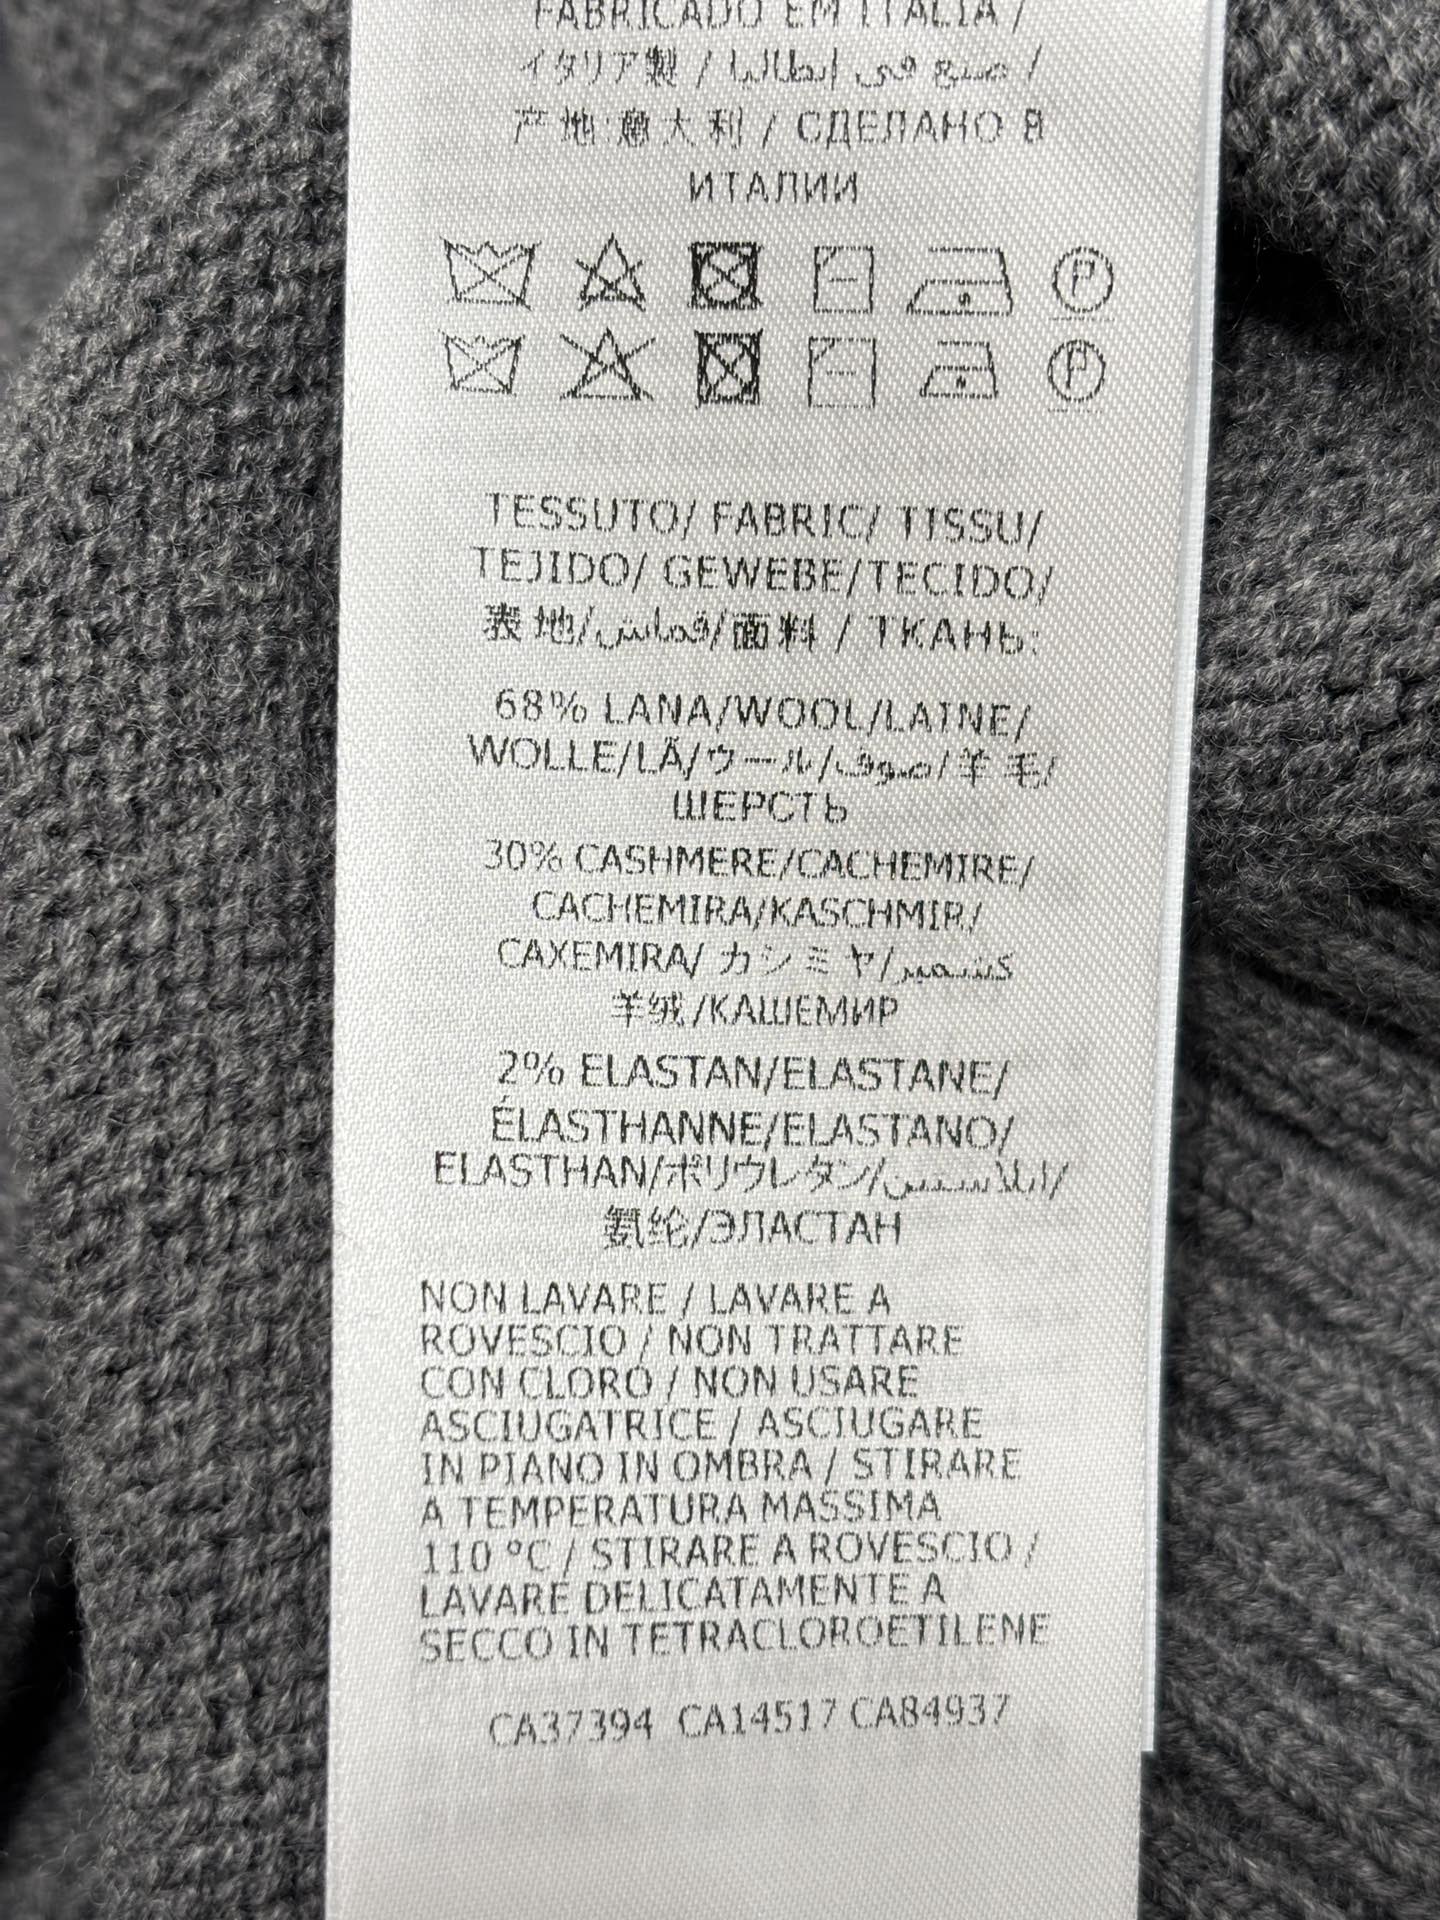 FABRICADO EM ITALIA /
イタリア製 / صنع في إيطاليا /
产地:意大利 / СДЕЛАНО В
ИТАЛИИ
P
P
TESSUTO/ FABRIC/ TISSU/
TEJIDO/ GEWEBE/TECIDO/
表地/قماش/面料 / ТКАНЬ:
68% LANA/WOOL/LAINE/
WOLLE/LÃ/ウール/صوف/羊毛/
ШЕРСТЬ
30% CASHMERE/CACHEMIRE/
CACHEMIRA/KASCHMIR/
CAXEMIRA/ カシミヤ/كشمير
羊绒/КАШЕМИР
2% ELASTAN/ELASTANE/
ÉLASTHANNE/ELASTANO/
ELASTHAN/ポリウレタン/ايلاستين/
氨纶/ЭЛАСТАН
NON LAVARE / LAVARE A
ROVESCIO / NON TRATTARE
CON CLORO / NON USARE
ASCIUGATRICE / ASCIUGARE
IN PIANO IN OMBRA / STIRARE
A TEMPERATURA MASSIMA
110 °C / STIRARE A ROVESCIO /
LAVARE DELICATAMENTE A
SECCO IN TETRACLOROETILENE
CA37394 CA14517 CA84937